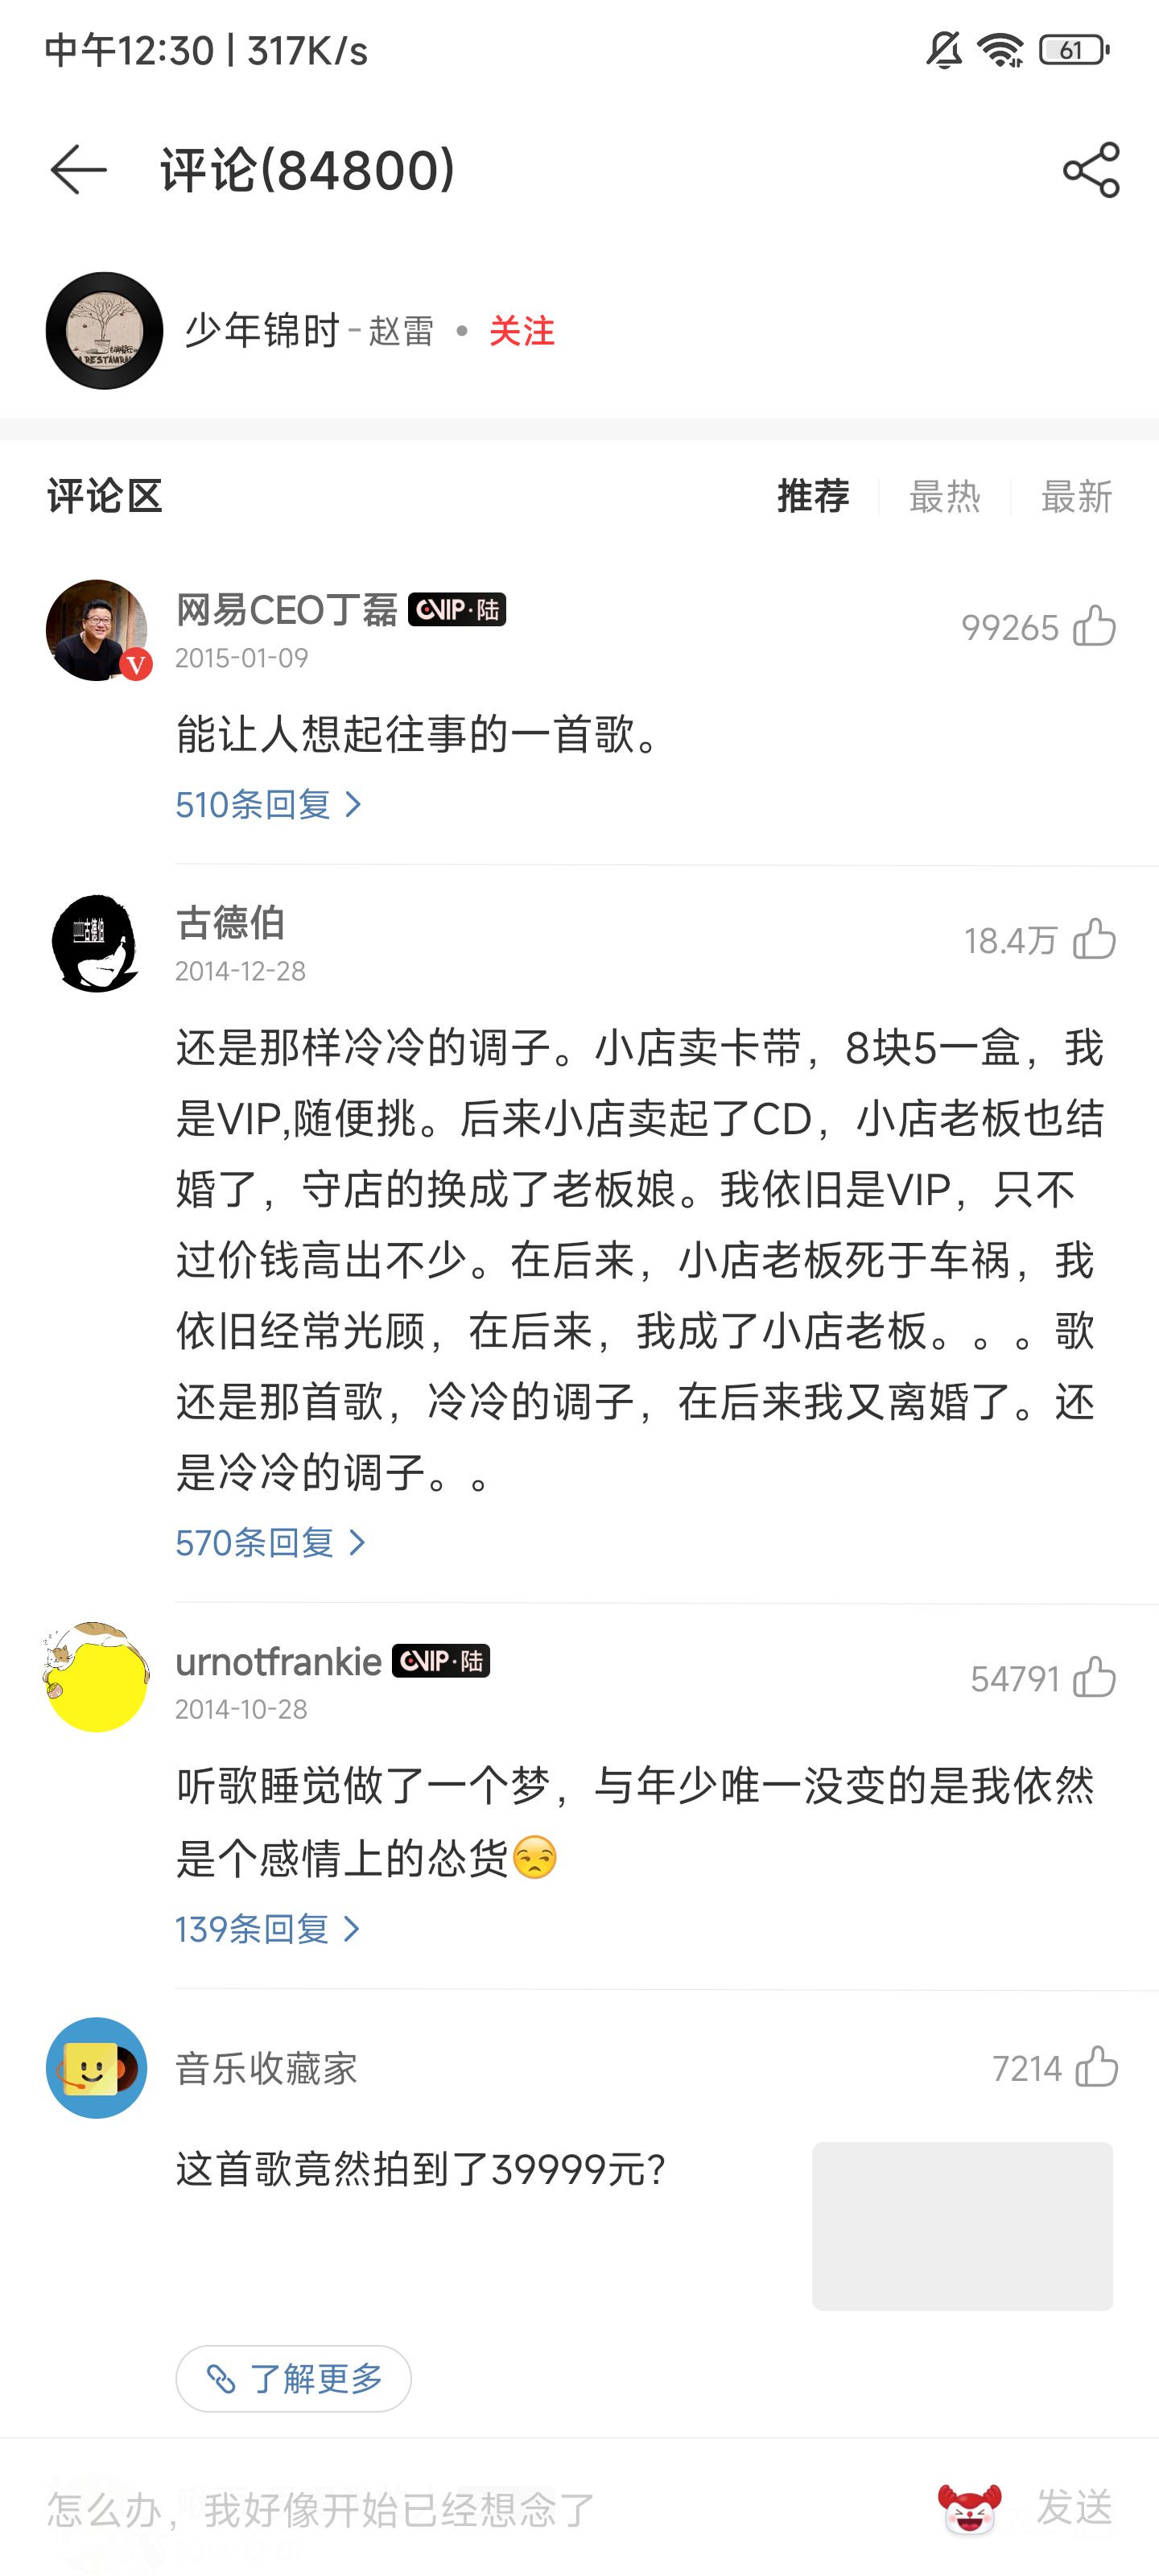 中午12:30 | 317K/s
61
评论(84800)
RESTAURA
少年锦时 - 赵雷 • 关注
评论区
推荐 最热 最新
网易CEO丁磊 VIP·陆
99265
2015-01-09
V
能让人想起往事的一首歌。
510条回复 >
古德伯
古德伯
18.4万
2014-12-28
还是那样冷冷的调子。小店卖卡带，8块5一盒，我
是VIP,随便挑。后来小店卖起了CD，小店老板也结
婚了，守店的换成了老板娘。我依旧是VIP，只不
过价钱高出不少。在后来，小店老板死于车祸，我
依旧经常光顾，在后来，我成了小店老板。。。歌
还是那首歌，冷冷的调子，在后来我又离婚了。还
是冷冷的调子。。
570条回复 >
urnotfrankie VIP·陆
54791
2014-10-28
听歌睡觉做了一个梦，与年少唯一没变的是我依然
是个感情上的怂货
139条回复 >
音乐收藏家
7214
这首歌竟然拍到了39999元?
了解更多
怎么办，我好像开始已经想念了
发送